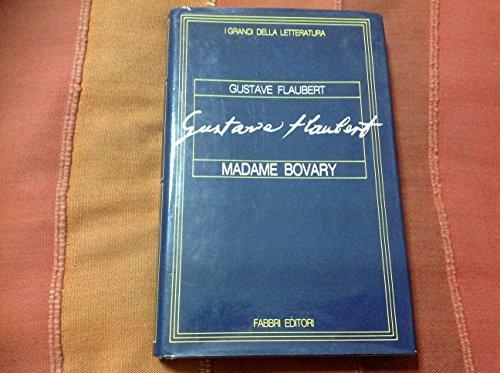 I GRANDI DELLA LETTERATURA
GUSTAVE FLAUBERT
Gustave Flaubert
MADAME BOVARY
FABBRI EDITORI